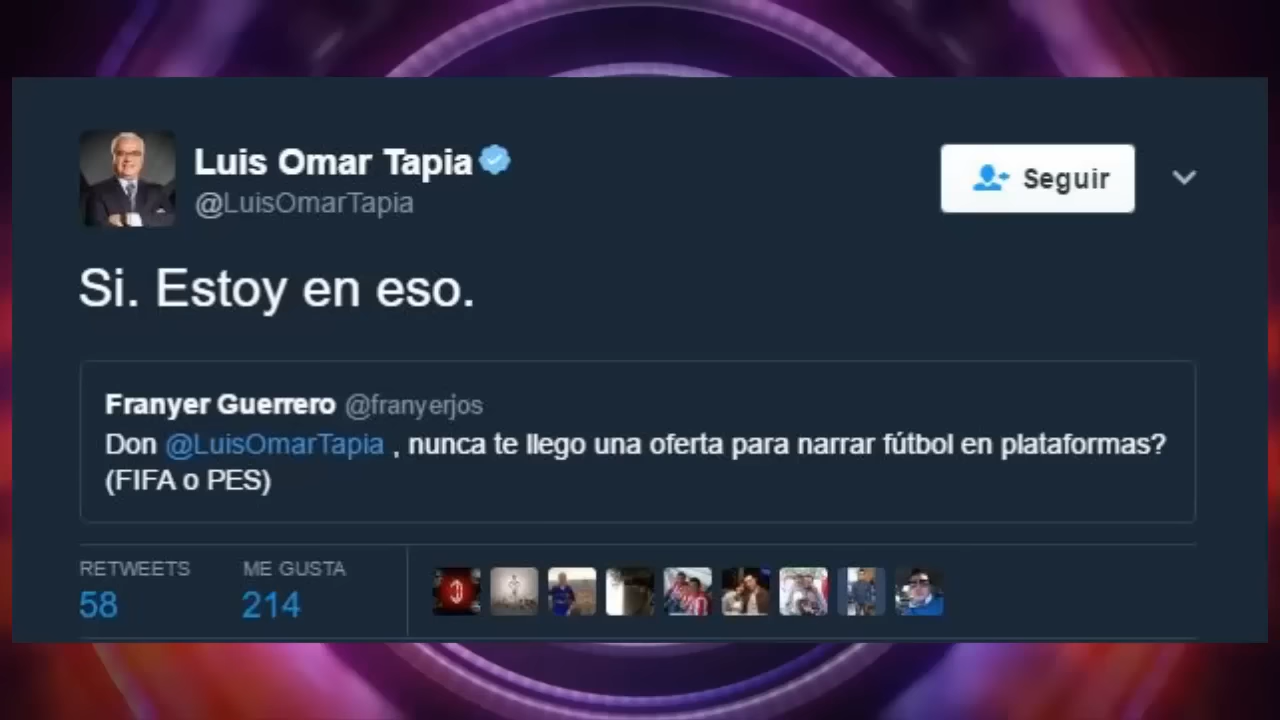 Luis Omar Tapia
@LuisOmarTapia
Seguir
Si. Estoy en eso.
Franyer Guerrero @franyerjos
Don @LuisOmarTapia , nunca te llego una oferta para narrar fútbol en plataformas?
(FIFA o PES)
RETWEETS ME GUSTA
58 214